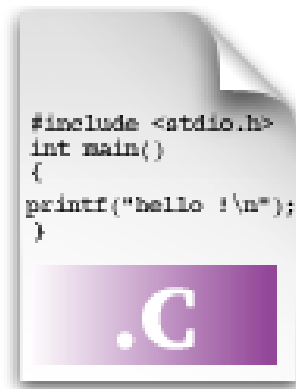 #include <stdio.h>
int main()
{
printf("hello !\n");
}
.C